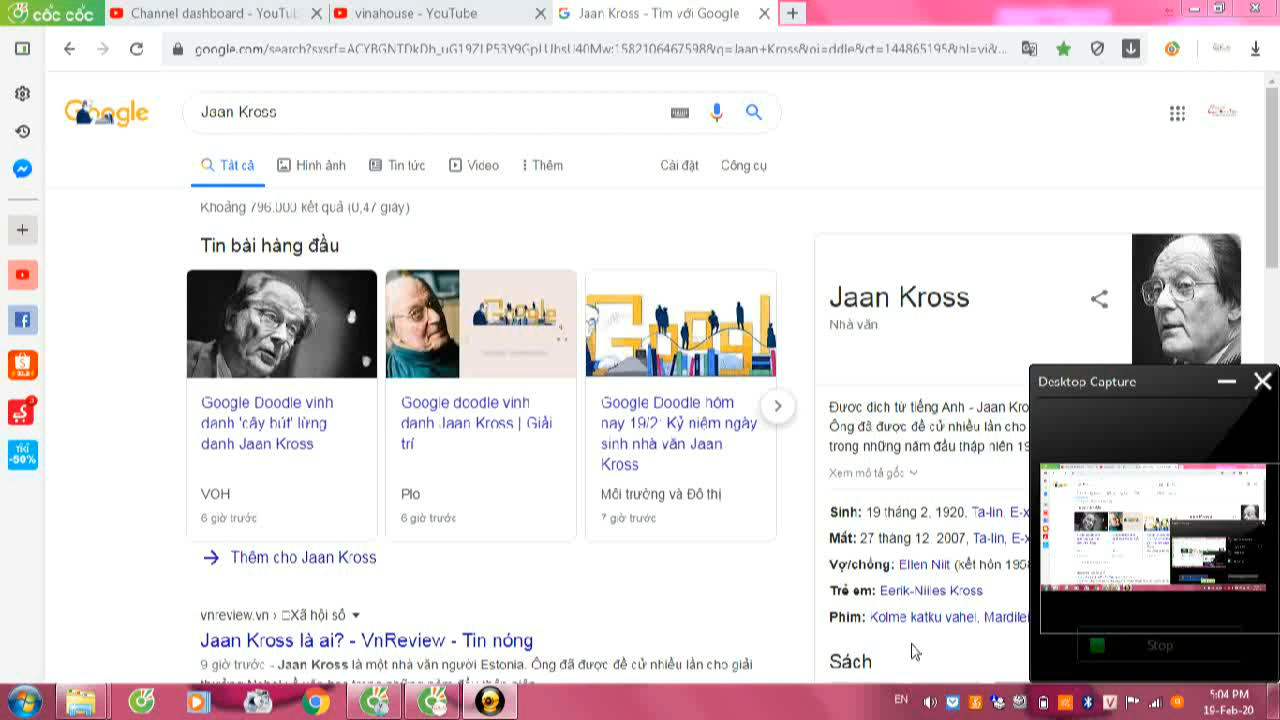 cốc cốc
Channel dashboard - YouTu
vinahouse - YouTube
Jaan Kross - Tìm với Google
Google
Jaan Kross
Tất cả
Hình ảnh
Tin tức
Video
Thêm
Cài đặt
Công cụ
Khoảng 796.000 kết quả (0,47 giây)
Tin bài hàng đầu
Google Doodle vinh
danh 'cây bút' lừng
danh Jaan Kross
VOH
6 giờ trước
Google doodle vinh
danh Jaan Kross | Giải
trí
Plo
6 giờ trước
Google Doodle hôm
nay 19/2: Kỷ niệm ngày
sinh nhà văn Jaan
Kross
Môi trường và Đô thị
7 giờ trước
Thêm cho Jaan Kross
vnreview.vn › Xã hội số
Jaan Kross là ai? - VnReview - Tin nóng
9 giờ trước - Jaan Kross là một nhà văn người Estonia. Ông đã được đề cử nhiều lần cho giải
Jaan Kross
Nhà văn
Được dịch từ tiếng Anh - Jaan Kro
Ông đã được đề cử nhiều lần cho
trong những năm đầu thập niên 19
Xem mô tả gốc
Sinh: 19 tháng 2, 1920, Ta-lin, E-x
Mất: 27 tháng 12, 2007, Ta-lin, E-x
Vợ/chồng: Ellen Niit (kết hôn 1958
Trẻ em: Eerik-Niiles Kross
Phim: Kolme katku vahel, Mardilei
Sách
Desktop Capture
Stop
TIKI
-50%
EN
5:04 PM
19-Feb-20